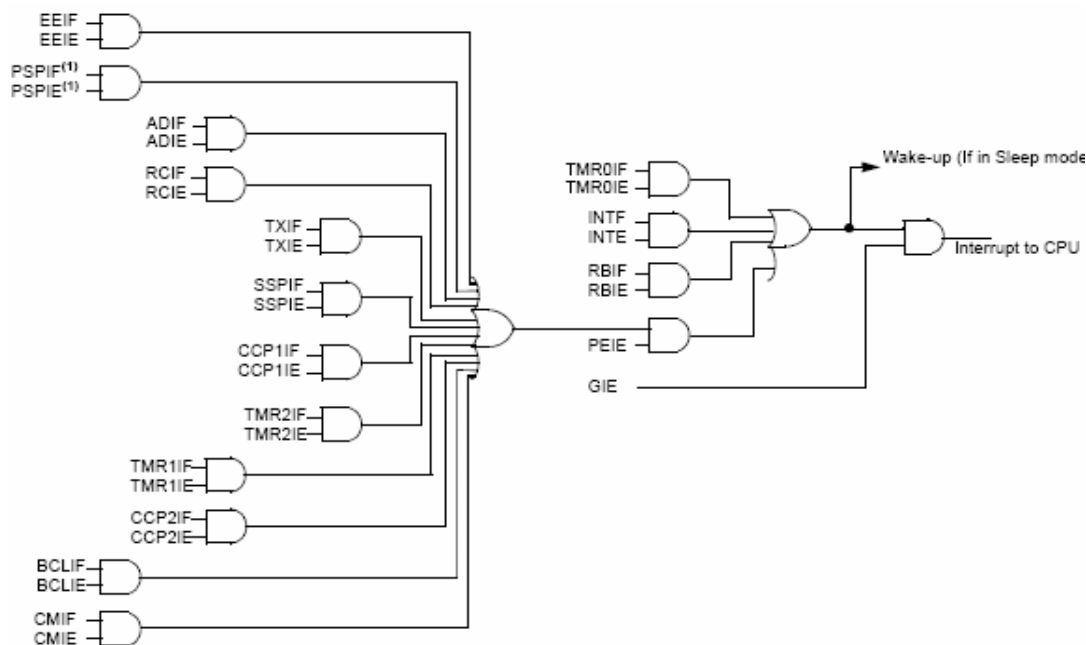 EEIF
EEIE
PSPIF(1)
PSPIE(1)
ADIF
ADIE
RCIF
RCIE
TXIF
TXIE
SSPIF
SSPIE
CCP1IF
CCP1IE
TMR2IF
TMR2IE
TMR1IF
TMR1IE
CCP2IF
CCP2IE
BCLIF
BCLIE
CMIF
CMIE
TMR0IF
TMR0IE
INTF
INTE
RBIF
RBIE
PEIE
GIE
Wake-up (If in Sleep mode
Interrupt to CPU